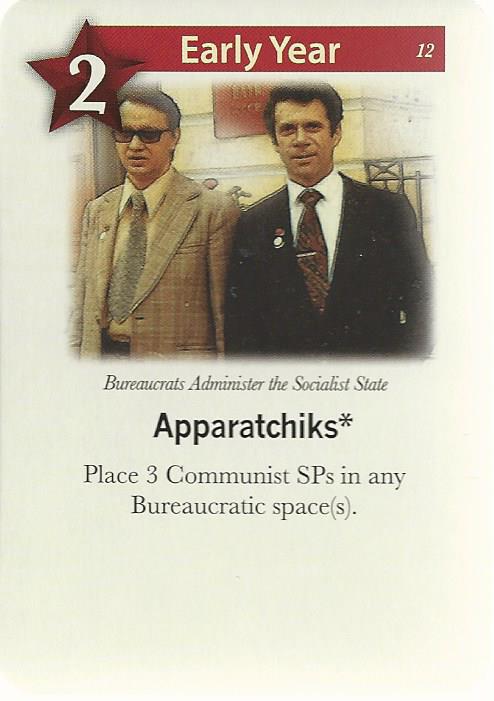 Early Year
12
2
Bureaucrats Administer the Socialist State
Apparatchiks*
Place 3 Communist SPs in any
Bureaucratic space(s).